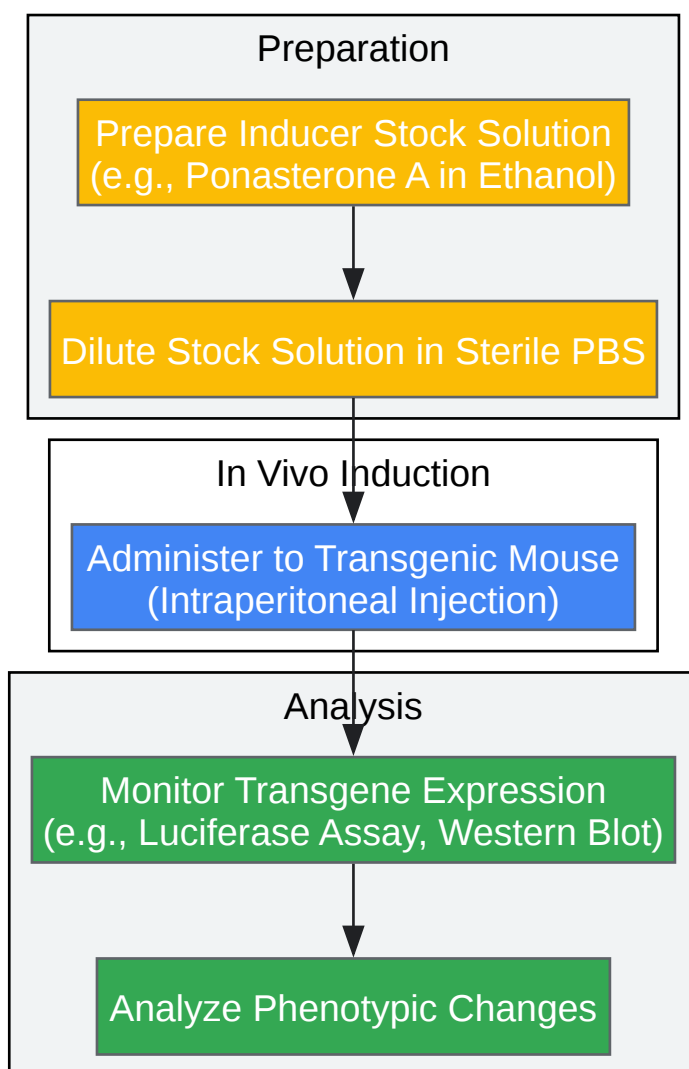 Preparation
Prepare Inducer Stock Solution
(e.g., Ponasterone A in Ethanol)
Dilute Stock Solution in Sterile PBS
In Vivo Induction
Administer to Transgenic Mouse
(Intraperitoneal Injection)
Analysis
Monitor Transgene Expression
(e.g., Luciferase Assay, Western Blot)
Analyze Phenotypic Changes